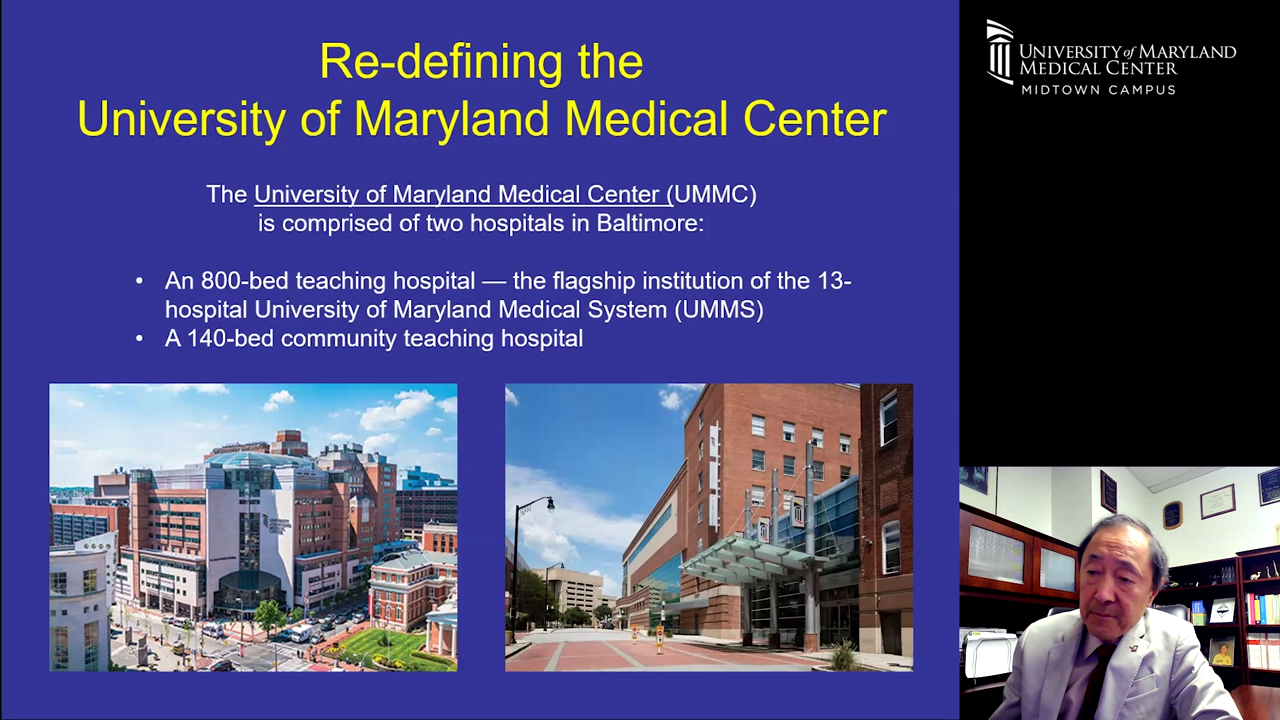 Re-defining the
University of Maryland Medical Center
The University of Maryland Medical Center (UMMC)
is comprised of two hospitals in Baltimore:
• An 800-bed teaching hospital — the flagship institution of the 13-
hospital University of Maryland Medical System (UMMS)
• A 140-bed community teaching hospital
UNIVERSITY of MARYLAND
MEDICAL CENTER
MIDTOWN CAMPUS